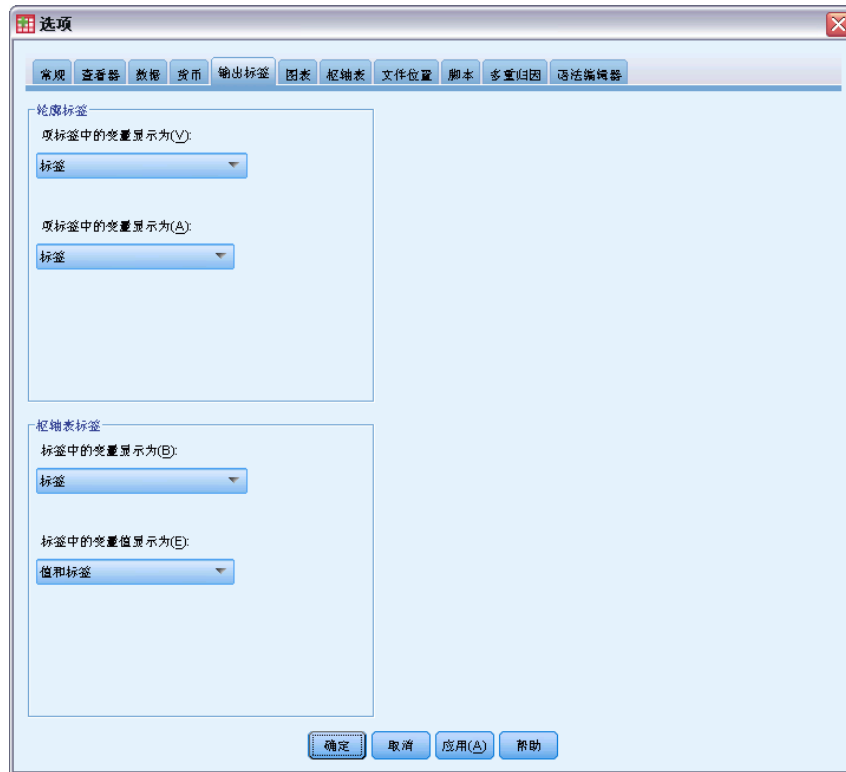 选项
常规 查看器 数据 货币 输出标签 图表 枢轴表 文件位置 脚本 多重归因 语法编辑器
轮廓标签
项标签中的变量显示为(V):
标签
项标签中的变量显示为(A):
标签
枢轴表标签
标签中的变量显示为(B):
标签
标签中的变量值显示为(E):
值和标签
确定 取消 应用(A) 帮助